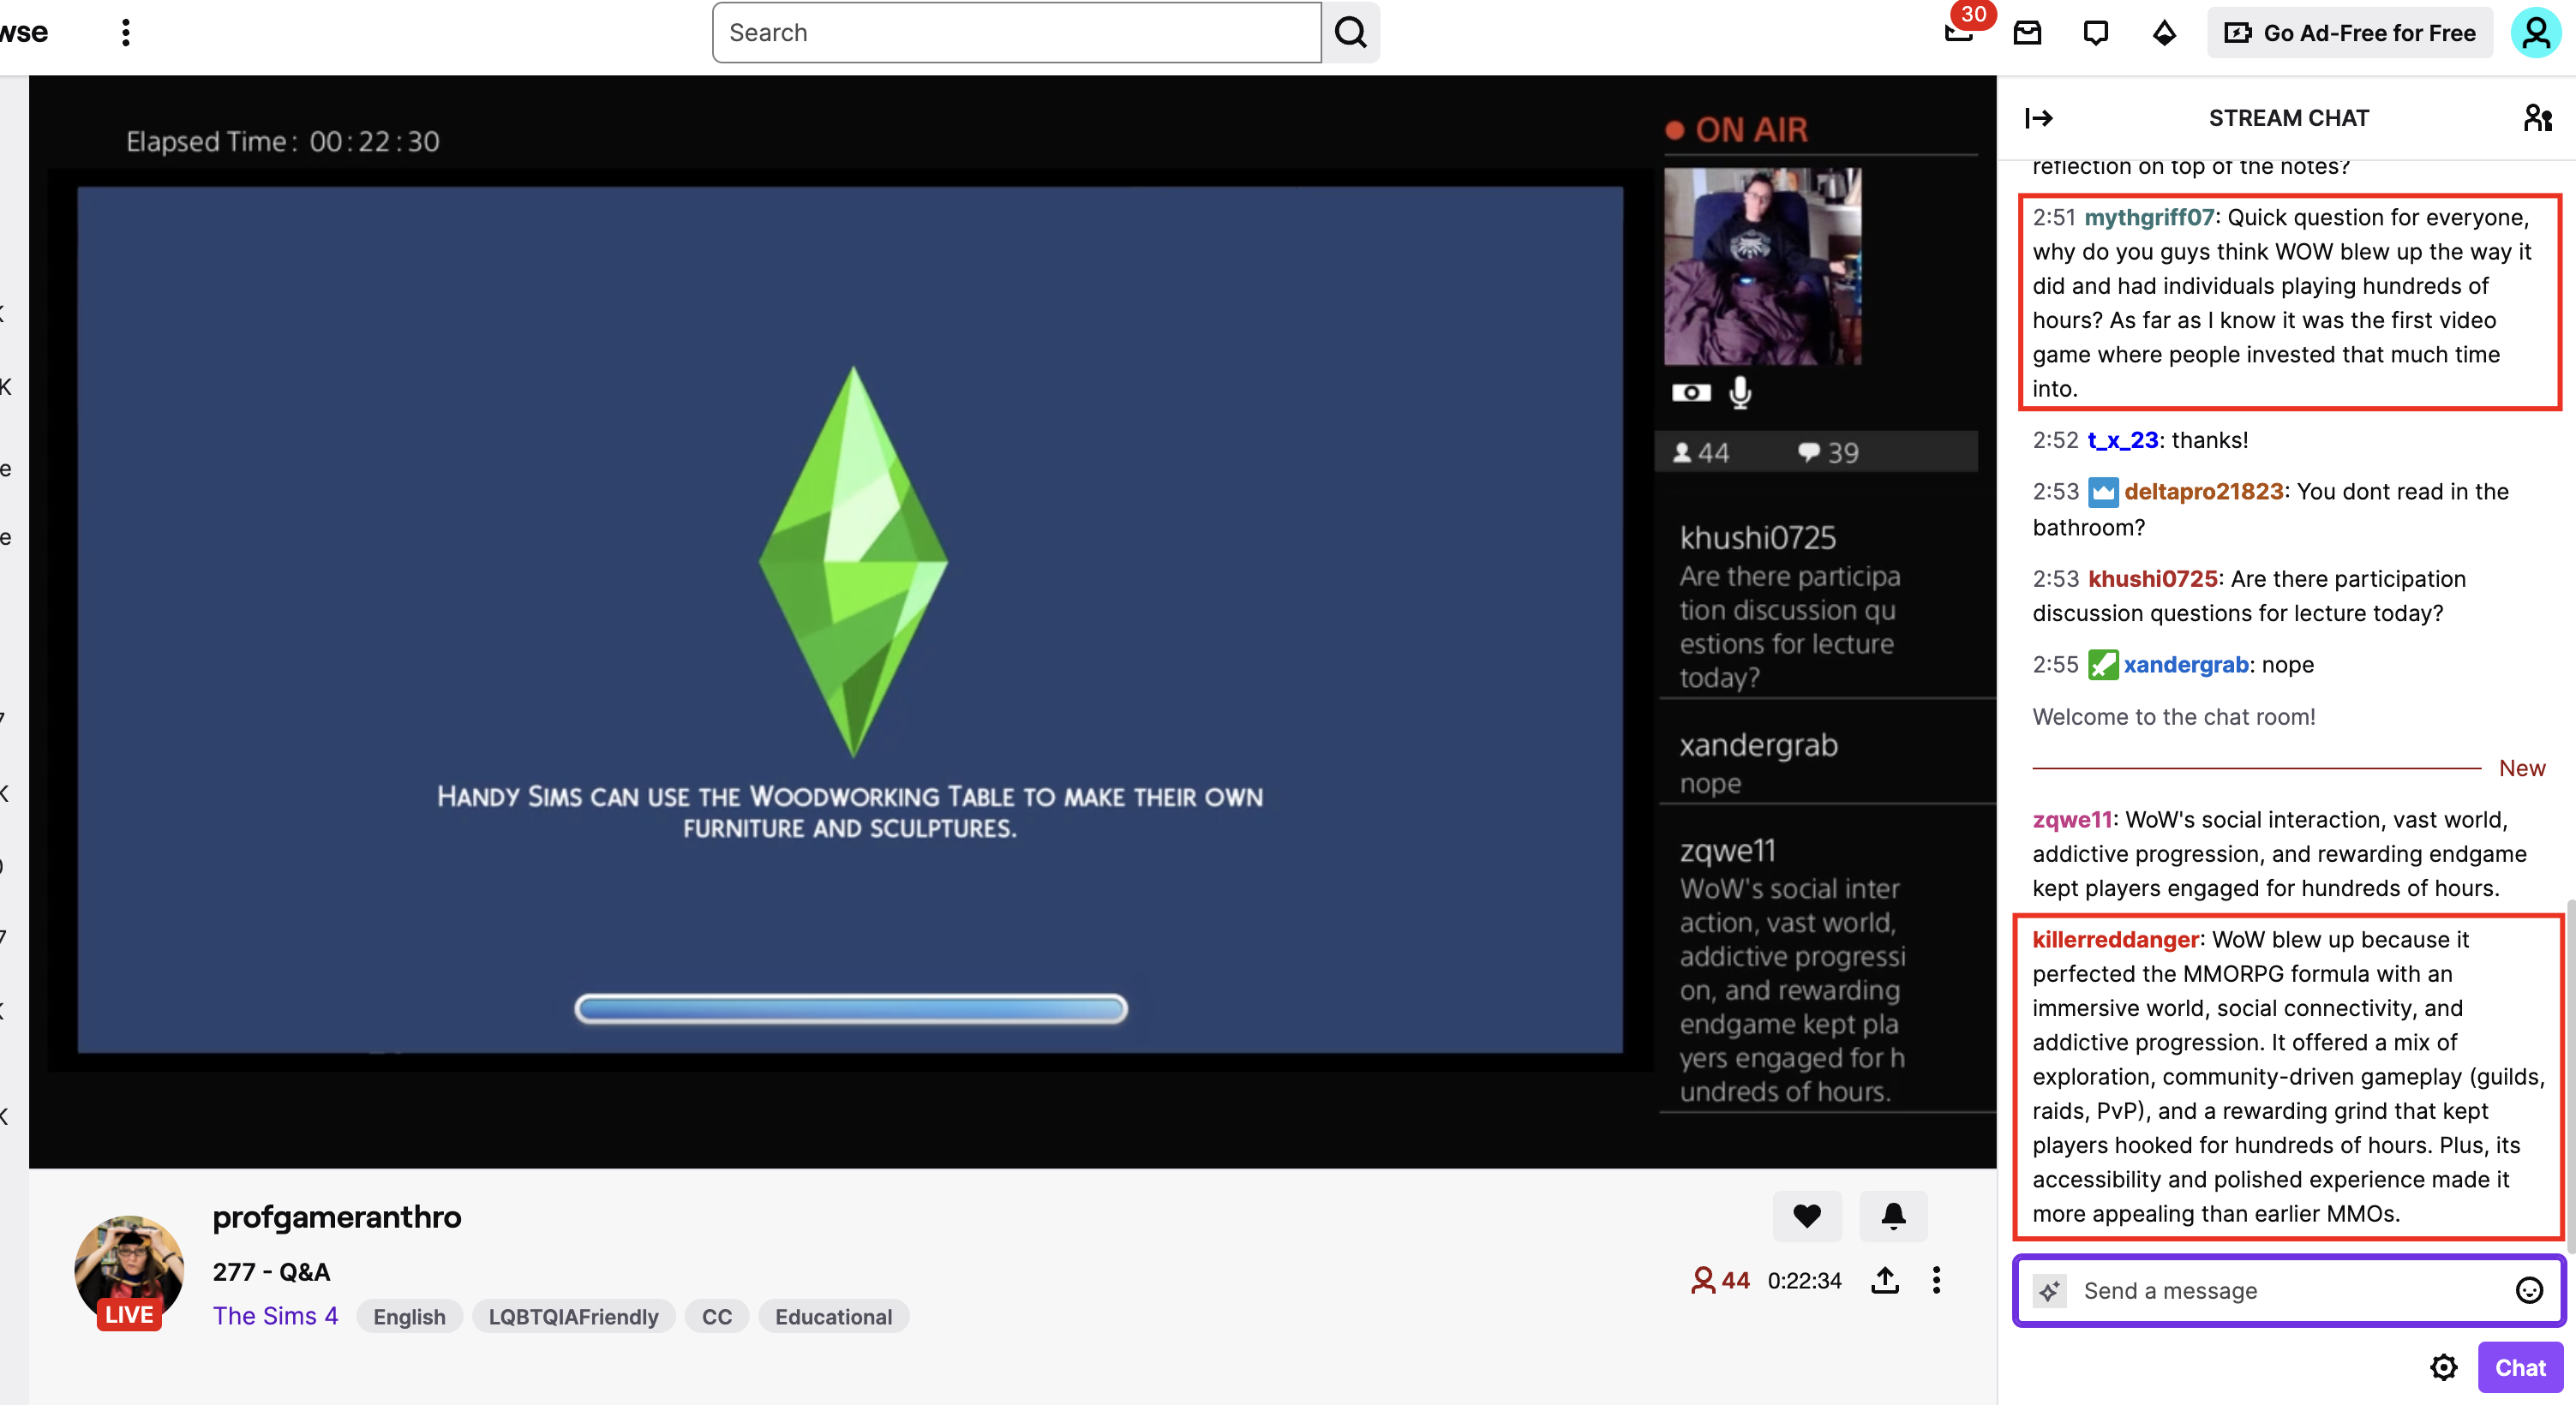 wse
Search
30
Go Ad-Free for Free
Elapsed Time: 00:22:30
HANDY SIMS CAN USE THE WOODWORKING TABLE TO MAKE THEIR OWN
FURNITURE AND SCULPTURES.
ON AIR
44 39
khushi0725
Are there participa
tion discussion qu
estions for lecture
today?
xandergrab
nope
zqwe11
WoW's social inter
action, vast world,
addictive progressi
on, and rewarding
endgame kept pla
yers engaged for h
undreds of hours.
profgameranthro
277 - Q&A
LIVE
The Sims 4 English LQBTQIAFriendly CC Educational
44 0:22:34
STREAM CHAT
reflection on top of the notes?
2:51 mythgriff07: Quick question for everyone,
why do you guys think WOW blew up the way it
did and had individuals playing hundreds of
hours? As far as I know it was the first video
game where people invested that much time
into.
2:52 t_x_23: thanks!
2:53 deltapro21823: You dont read in the
bathroom?
2:53 khushi0725: Are there participation
discussion questions for lecture today?
2:55 xandergrab: nope
Welcome to the chat room!
New
zqwe11: WoW's social interaction, vast world,
addictive progression, and rewarding endgame
kept players engaged for hundreds of hours.
killerreddanger: WoW blew up because it
perfected the MMORPG formula with an
immersive world, social connectivity, and
addictive progression. It offered a mix of
exploration, community-driven gameplay (guilds,
raids, PvP), and a rewarding grind that kept
players hooked for hundreds of hours. Plus, its
accessibility and polished experience made it
more appealing than earlier MMOs.
Send a message
Chat